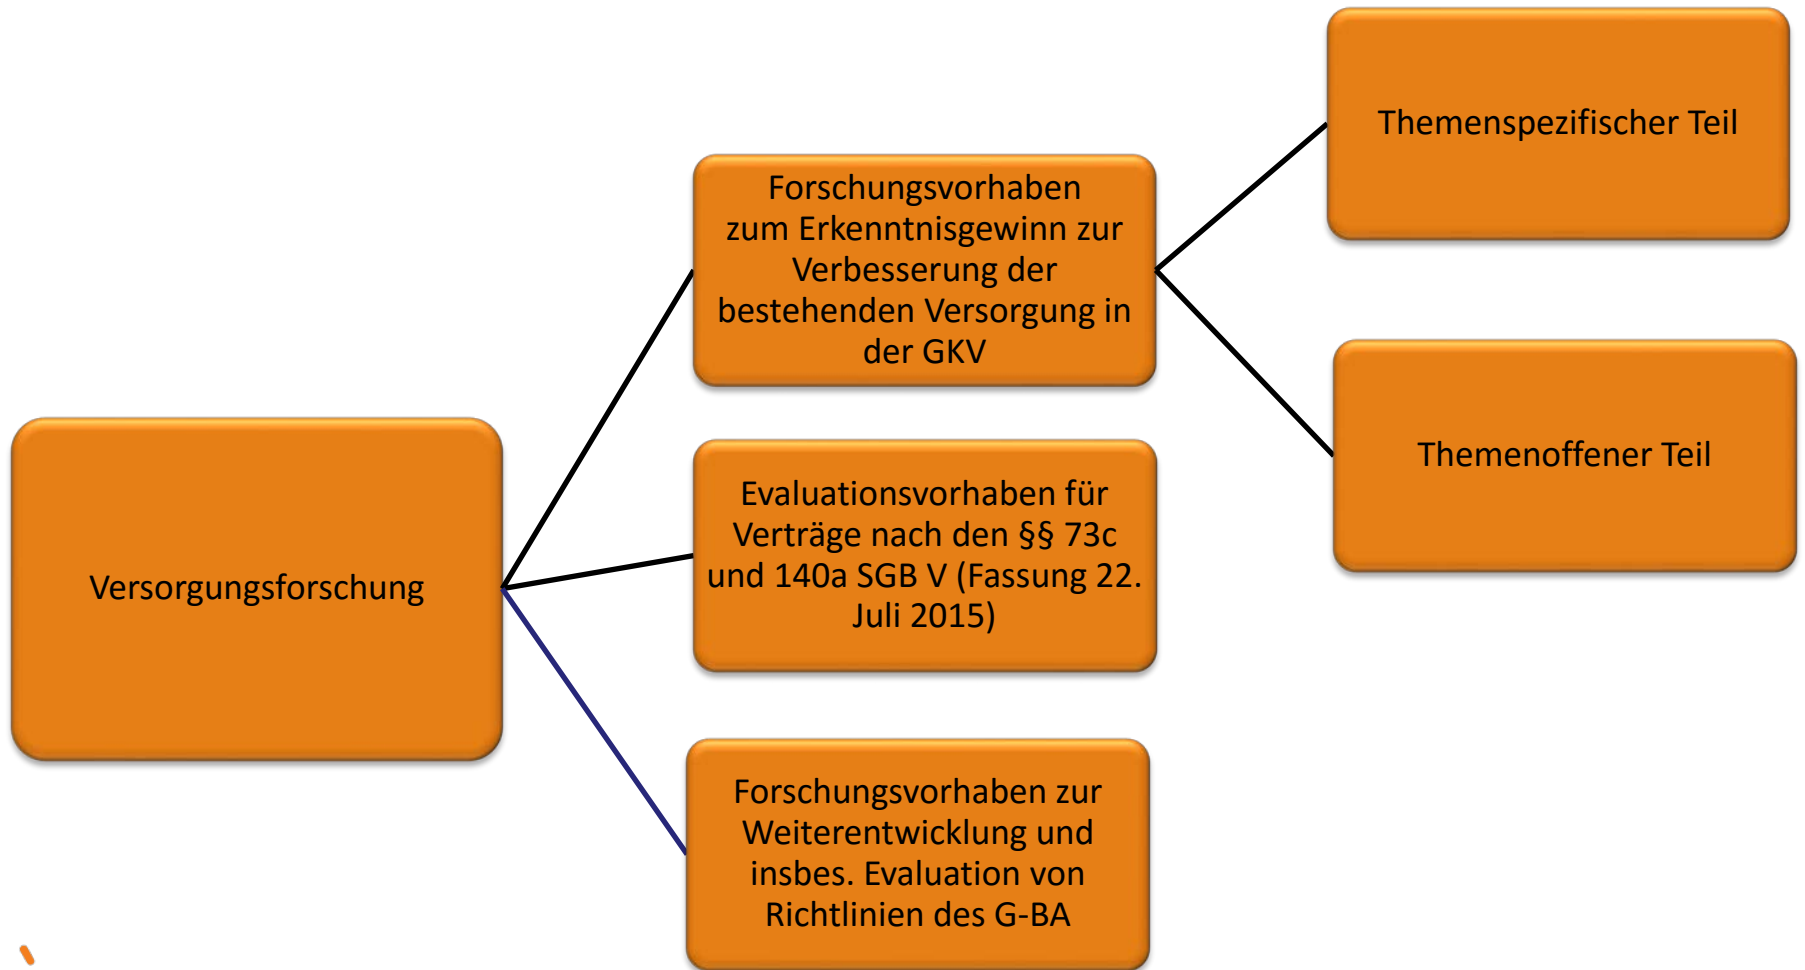 Versorgungsforschung
Forschungsvorhaben
zum Erkenntnisgewinn zur
Verbesserung der
bestehenden Versorgung in
der GKV
Evaluationsvorhaben für
Verträge nach den §§ 73c
und 140a SGB V (Fassung 22.
Juli 2015)
Forschungsvorhaben zur
Weiterentwicklung und
insbes. Evaluation von
Richtlinien des G-BA
Themenspezifischer Teil
Themenoffener Teil